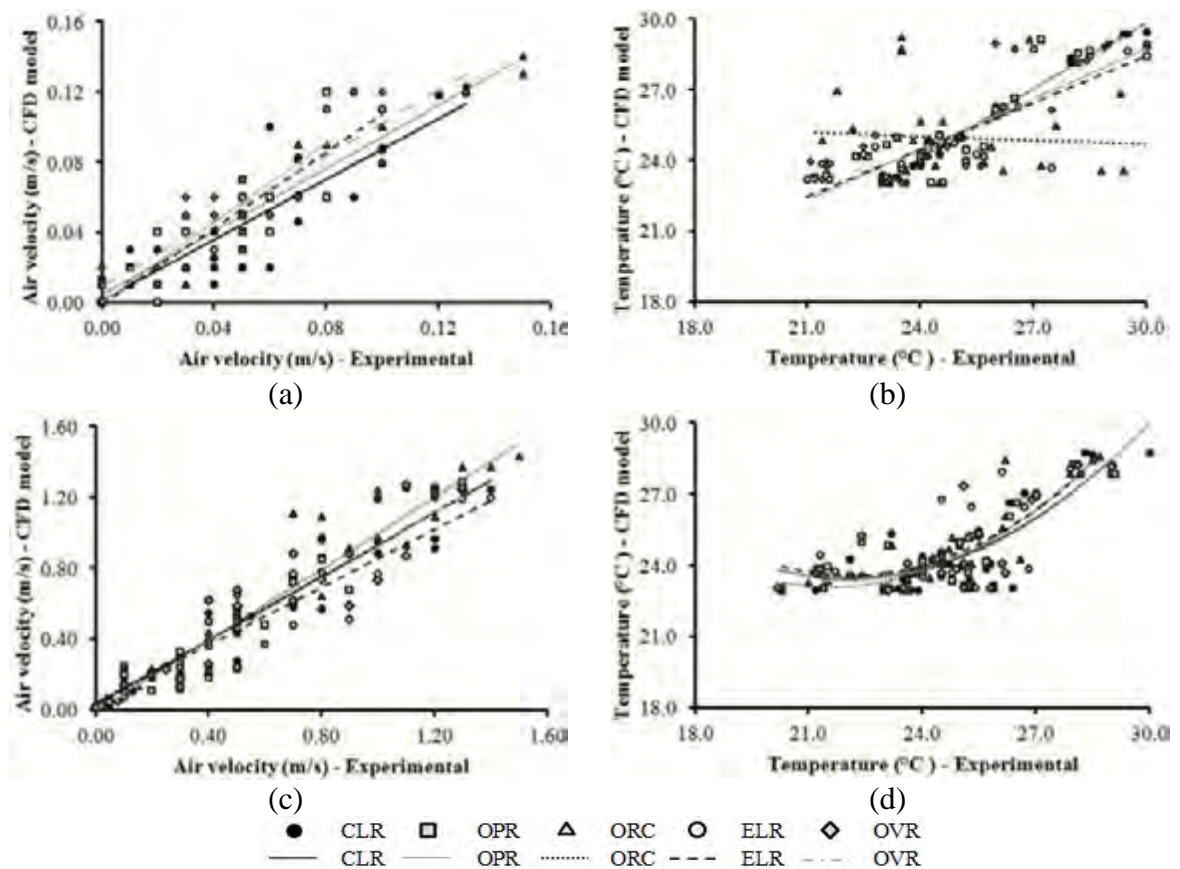 0.16
0.12
0.08
0.04
0.00
0.00 0.04 0.08 0.12 0.16
Air velocity (m/s) - CFD model
Air velocity (m/s) - Experimental
(a)
30.0
27.0
24.0
21.0
18.0
18.0 21.0 24.0 27.0 30.0
Temperature (°C) - CFD model
Temperature (°C) - Experimental
(b)
1.60
1.20
0.80
0.40
0.00
0.00 0.40 0.80 1.20 1.60
Air velocity (m/s) - CFD model
Air velocity (m/s) - Experimental
(c)
30.0
27.0
24.0
21.0
18.0
18.0 21.0 24.0 27.0 30.0
Temperature (°C) - CFD model
Temperature (°C) - Experimental
(d)
CLR OPR ORC ELR OVR
CLR OPR ORC ELR OVR